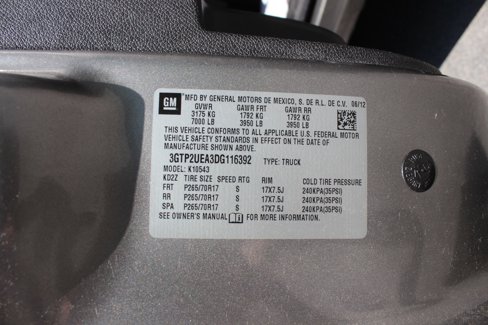 GM
MFD BY GENERAL MOTORS DE MEXICO, S. DE R.L. DE C.V. 06/12
GVWR GAWR FRT GAWR RR
3175 KG 1792 KG 1792 KG
7000 LB 3950 LB 3950 LB
THIS VEHICLE CONFORMS TO ALL APPLICABLE U.S. FEDERAL MOTOR
VEHICLE SAFETY STANDARDS IN EFFECT ON THE DATE OF
MANUFACTURE SHOWN ABOVE.
3GTP2UEA3DG116392 TYPE: TRUCK
MODEL: K10543
KD2Z TIRE SIZE SPEED RTG RIM COLD TIRE PRESSURE
FRT P265/70R17 S 17X7.5J 240KPA(35PSI)
RR P265/70R17 S 17X7.5J 240KPA(35PSI)
SPA P265/70R17 S 17X7.5J 240KPA(35PSI)
SEE OWNER'S MANUAL FOR MORE INFORMATION.